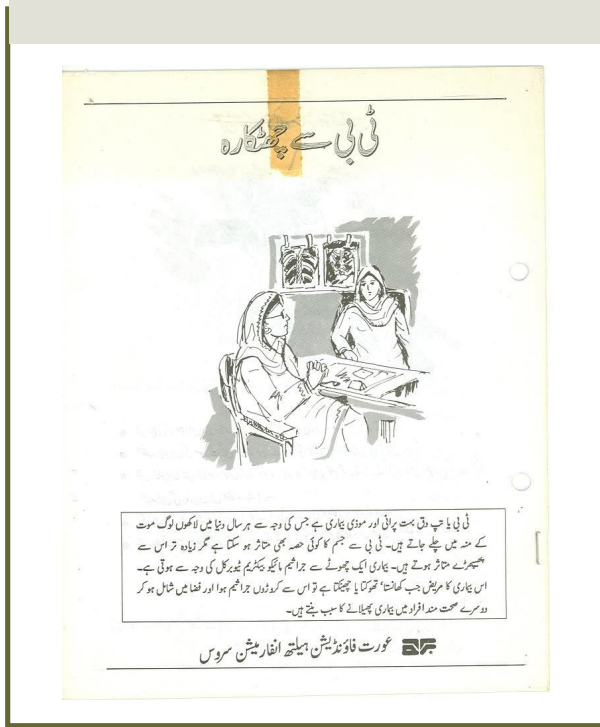 ٹی بی سے چھٹکارہ
ٹی بی یا تپ دق بہت پرانی اور موذی بیماری ہے جس کی وجہ سے ہر سال دنیا میں لاکھوں لوگ موت
کے منہ میں چلے جاتے ہیں۔ ٹی بی سے جسم کا کوئی حصہ بھی متاثر ہو سکتا ہے مگر زیادہ تر اس سے
پھیپھڑے متاثر ہوتے ہیں۔ بیماری ایک چھوٹے سے جراثیم مائیکو بیکٹریم ٹیوبرکل کی وجہ سے ہوتی ہے۔
اس بیماری کا مریض جب کھانستا، تھوکتا یا چھینکتا ہے تو اس سے کروڑوں جراثیم ہوا اور فضا میں شامل ہو کر
دوسرے صحت مند افراد میں بیماری پھیلانے کا سبب بنتے ہیں۔
عورت فاؤنڈیشن ہیلتھ انفارمیشن سروس